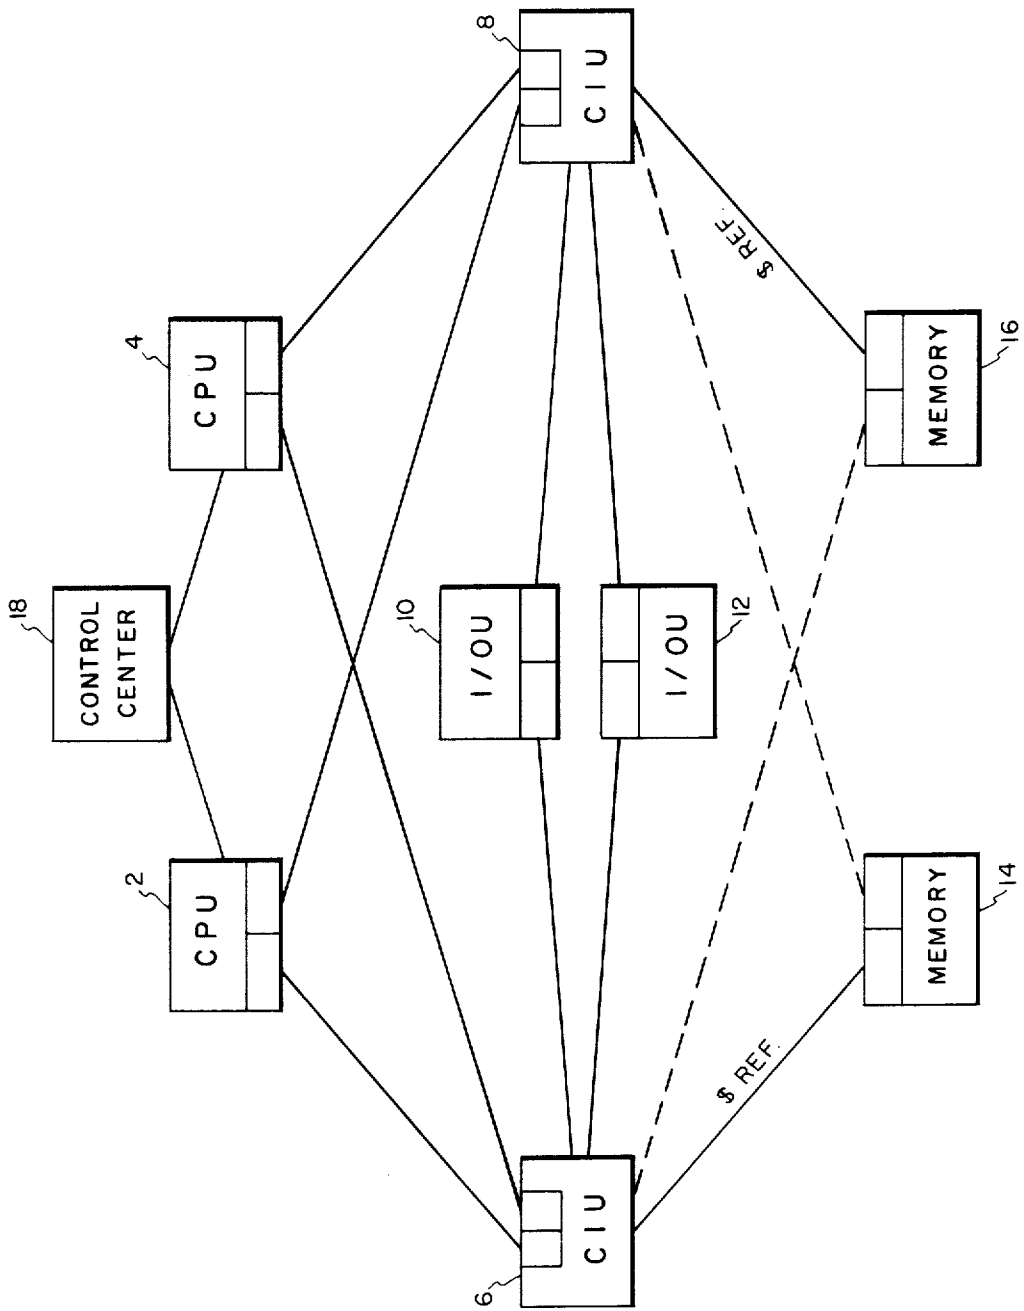 18
CONTROL
CENTER
2
4
CPU
CPU
10
I/OU
6
8
CIU
CIU
I/OU
12
$ REF.
$ REF.
MEMORY
MEMORY
14
16